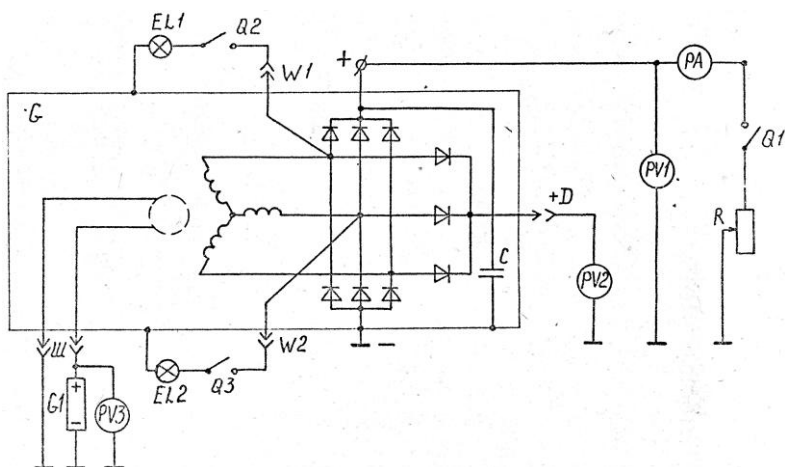 EL1
Q2
W1
+
PA
G
Q1
PV1
+D
R
C
PV2
Ш
W2
−
EL2
Q3
G1
+
−
PV3